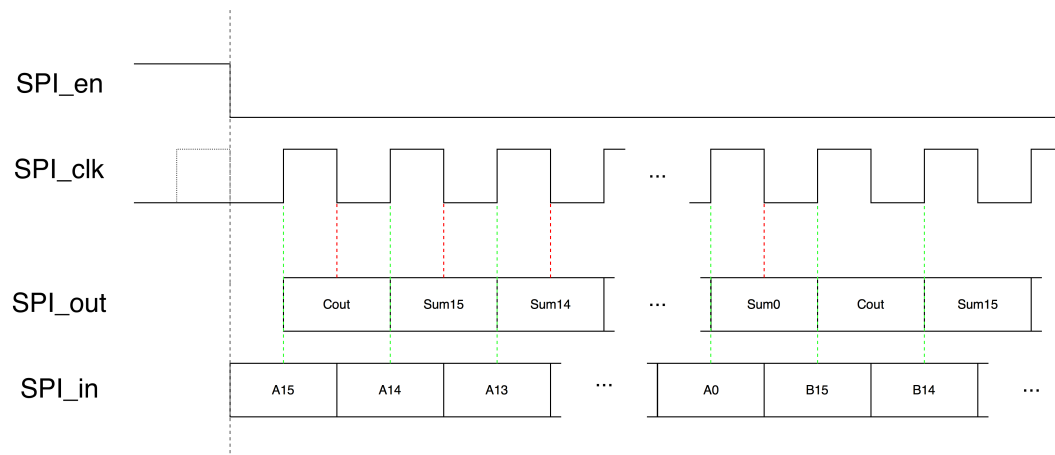 SPI_en
SPI_clk
...
SPI_out
Cout Sum15 Sum14 ... Sum0 Cout Sum15
SPI_in
A15 A14 A13 ... A0 B15 B14 ...